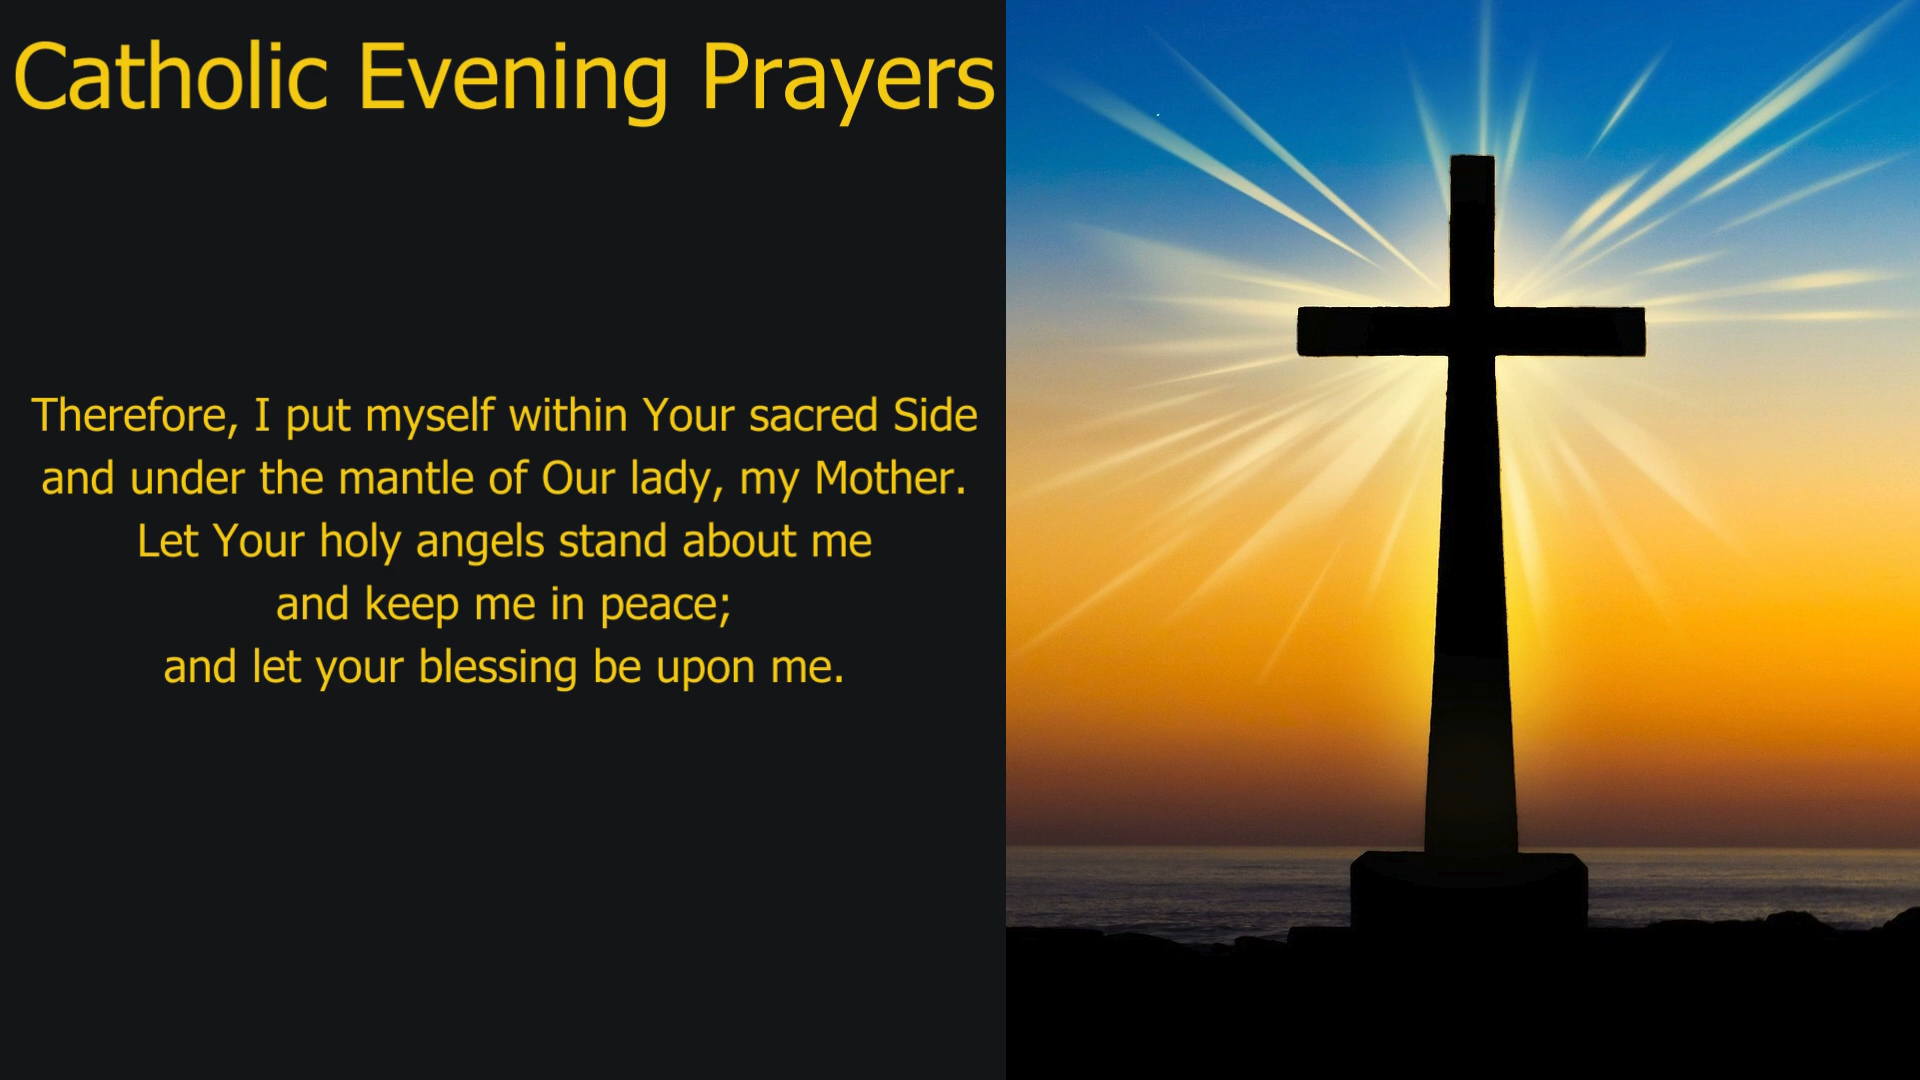 Catholic Evening Prayers
Therefore, I put myself within Your sacred Side
and under the mantle of Our lady, my Mother.
Let Your holy angels stand about me
and keep me in peace;
and let your blessing be upon me.